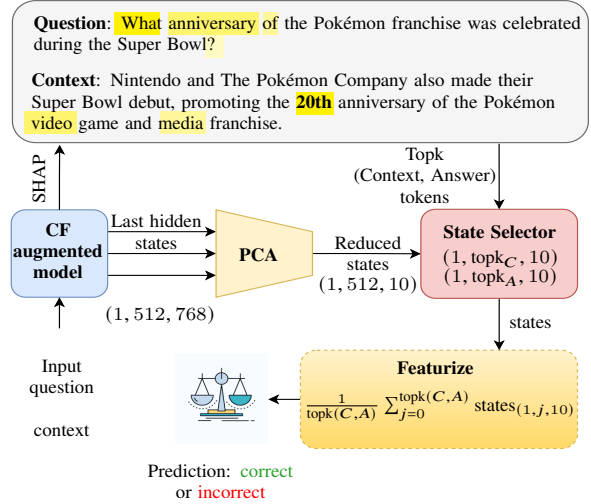 Question: What anniversary of the Pokémon franchise was celebrated
during the Super Bowl?
Context: Nintendo and The Pokémon Company also made their
Super Bowl debut, promoting the 20th anniversary of the Pokémon
video game and media franchise.
SHAP
Topk
(Context, Answer)
tokens
CF
augmented
model
Last hidden
states
(1, 512, 768)
PCA
Reduced
states
(1, 512, 10)
State Selector
(1, topk_C, 10)
(1, topk_A, 10)
states
Input
question
context
Featurize
1/topk(C,A) ∑_{j=0}^{topk(C,A)} states_(1,j,10)
Prediction: correct
or incorrect